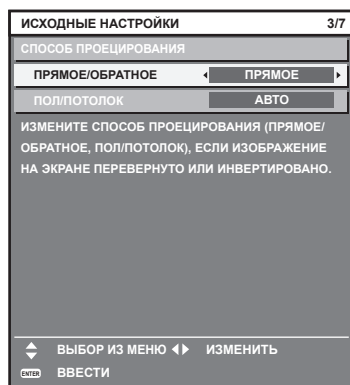 ИСХОДНЫЕ НАСТРОЙКИ 3/7
СПОСОБ ПРОЕЦИРОВАНИЯ
ПРЯМОЕ/ОБРАТНОЕ ПРЯМОЕ
ПОЛ/ПОТОЛОК АВТО
ИЗМЕНИТЕ СПОСОБ ПРОЕЦИРОВАНИЯ (ПРЯМОЕ/
ОБРАТНОЕ, ПОЛ/ПОТОЛОК), ЕСЛИ ИЗОБРАЖЕНИЕ
НА ЭКРАНЕ ПЕРЕВЕРНУТО ИЛИ ИНВЕРТИРОВАНО.
ВЫБОР ИЗ МЕНЮ ИЗМЕНИТЬ
ENTER ВВЕСТИ